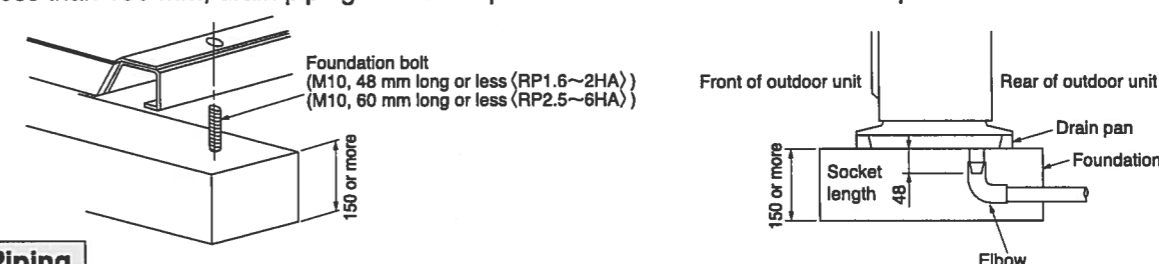 Foundation bolt
(M10, 48 mm long or less ⟨RP1.6~2HA⟩)
(M10, 60 mm long or less ⟨RP2.5~6HA⟩)
150 or more
Front of outdoor unit
Rear of outdoor unit
Drain pan
Foundation
150 or more
Socket
length
48
Elbow
Piping